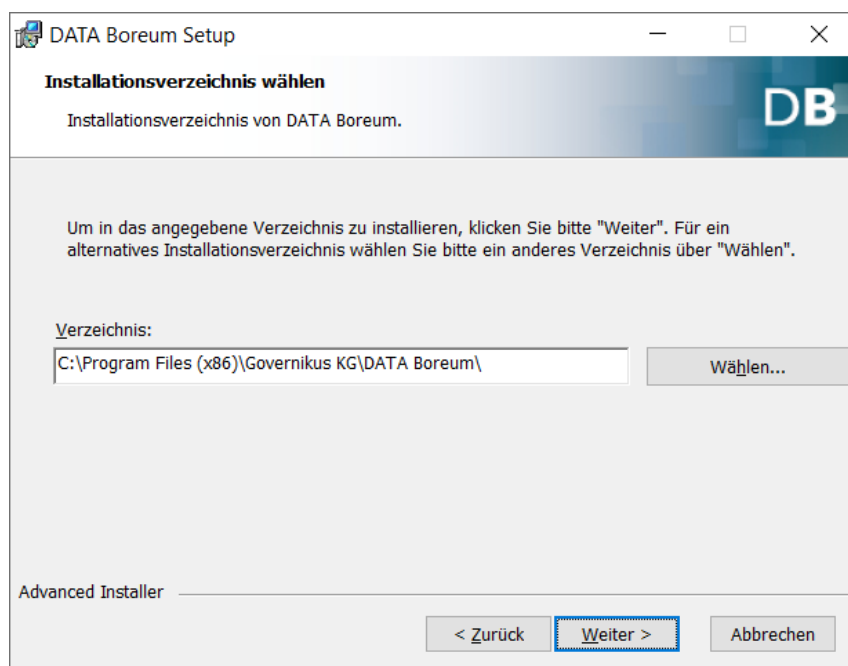 DATA Boreum Setup
Installationsverzeichnis wählen
Installationsverzeichnis von DATA Boreum.
DB
Um in das angegebene Verzeichnis zu installieren, klicken Sie bitte "Weiter". Für ein
alternatives Installationsverzeichnis wählen Sie bitte ein anderes Verzeichnis über "Wählen".
Verzeichnis:
C:\Program Files (x86)\Governikus KG\DATA Boreum\
Wählen...
Advanced Installer
< Zurück
Weiter >
Abbrechen